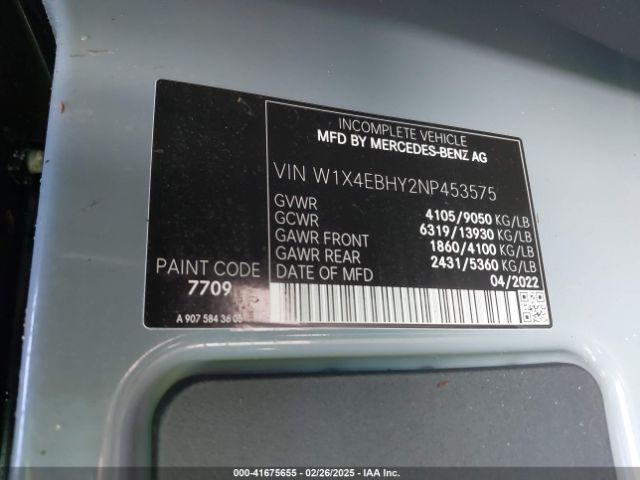 INCOMPLETE VEHICLE
MFD BY MERCEDES-BENZ AG
VIN W1X4EBHY2NP453575
GVWR 4105/9050 KG/LB
GCWR 6319/13930 KG/LB
GAWR FRONT 1860/4100 KG/LB
GAWR REAR 2431/5360 KG/LB
DATE OF MFD 04/2022
PAINT CODE
7709
A 907 584 36 05
00-41675655 - 02/26/2025 - IAA Inc. (US)